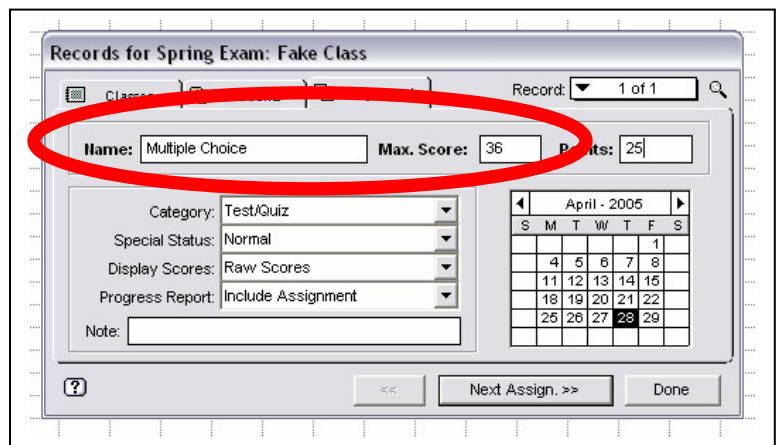 Records for Spring Exam: Fake Class
Record: 1 of 1
Name: Multiple Choice Max. Score: 36 Points: 25
Category: Test/Quiz
Special Status: Normal
Display Scores: Raw Scores
Progress Report: Include Assignment
Note:
April - 2005
S M T W T F S
1
4 5 6 7 8
11 12 13 14 15
18 19 20 21 22
25 26 27 28 29
? << Next Assign. >> Done